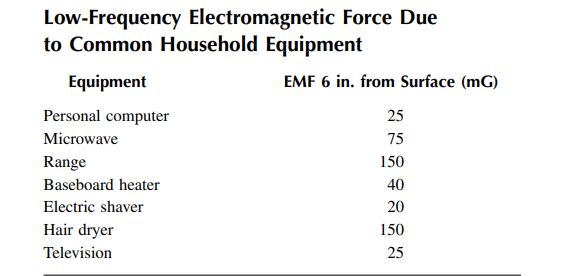 Low-Frequency Electromagnetic Force Due
to Common Household Equipment
Equipment EMF 6 in. from Surface (mG)
Personal computer 25
Microwave 75
Range 150
Baseboard heater 40
Electric shaver 20
Hair dryer 150
Television 25